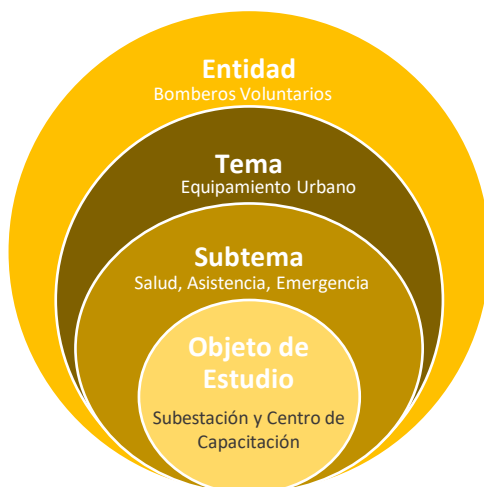 Entidad
Bomberos Voluntarios
Tema
Equipamiento Urbano
Subtema
Salud, Asistencia, Emergencia
Objeto de
Estudio
Subestación y Centro de
Capacitación